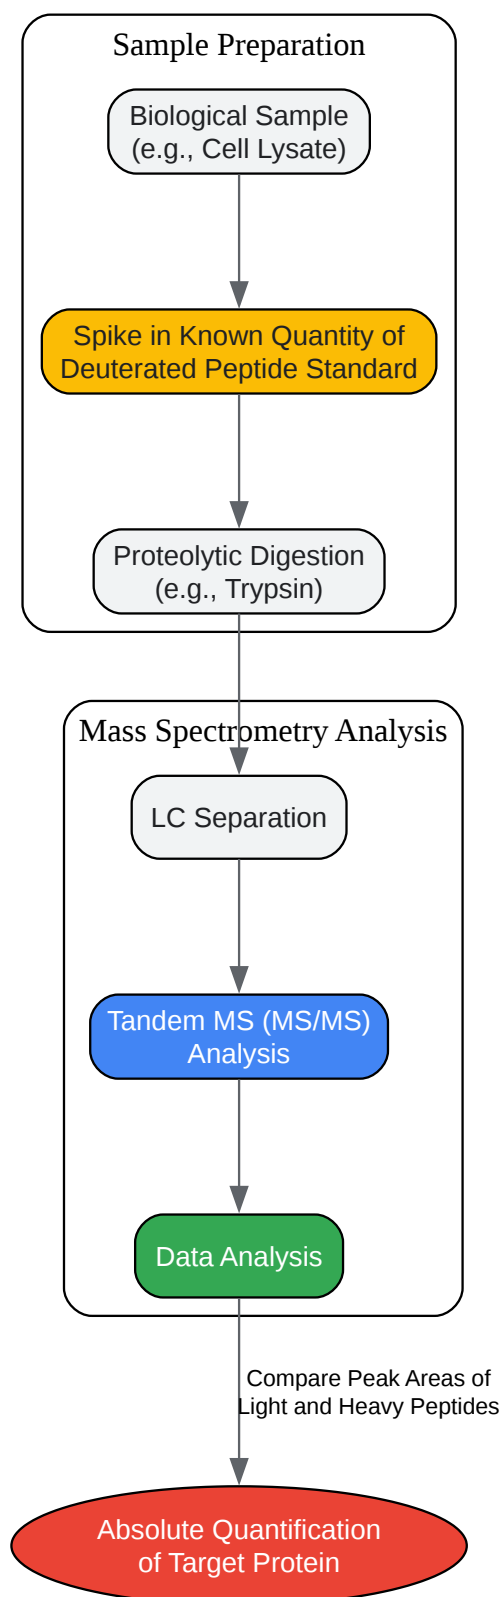 Sample Preparation
Biological Sample
(e.g., Cell Lysate)
Spike in Known Quantity of
Deuterated Peptide Standard
Proteolytic Digestion
(e.g., Trypsin)
Mass Spectrometry Analysis
LC Separation
Tandem MS (MS/MS)
Analysis
Data Analysis
Compare Peak Areas of
Light and Heavy Peptides
Absolute Quantification
of Target Protein